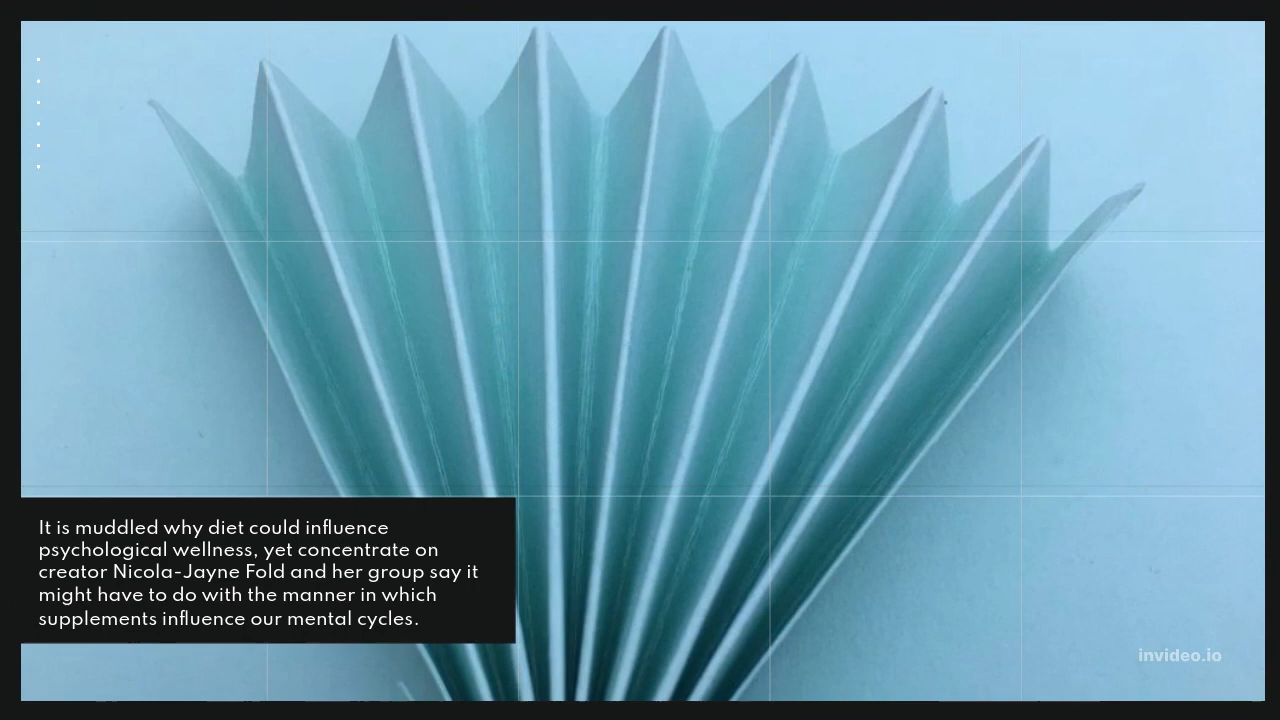 It is muddled why diet could influence
psychological wellness, yet concentrate on
creator Nicola-Jayne Fold and her group say it
might have to do with the manner in which
supplements influence our mental cycles.
invideo.io